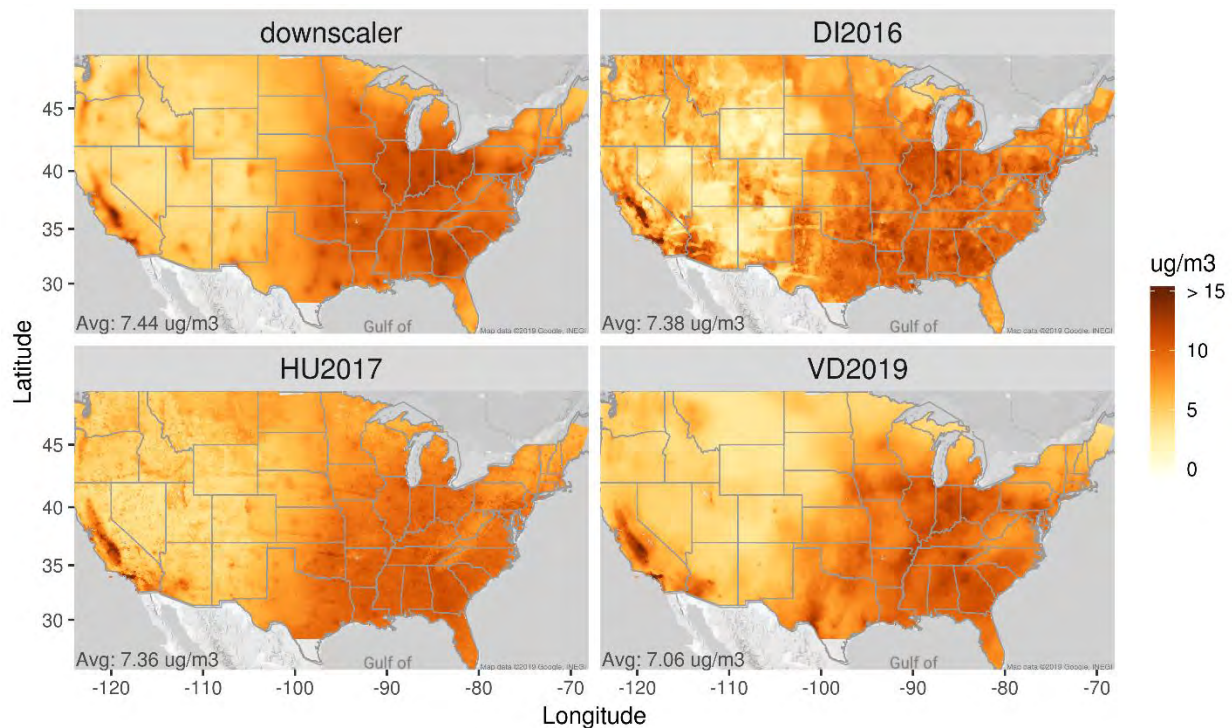 downscaler
DI2016
45
40
35
30
Avg: 7.44 ug/m3
Gulf of
Map data ©2019 Google, INEGI
Avg: 7.38 ug/m3
Gulf of
Map data ©2019 Google, INEGI
HU2017
VD2019
45
40
35
30
Avg: 7.36 ug/m3
Gulf of
Map data ©2019 Google, INEGI
Avg: 7.06 ug/m3
Gulf of
Map data ©2019 Google, INEGI
-120 -110 -100 -90 -80 -70
-120 -110 -100 -90 -80 -70
Longitude
Latitude
ug/m3
> 15
10
5
0